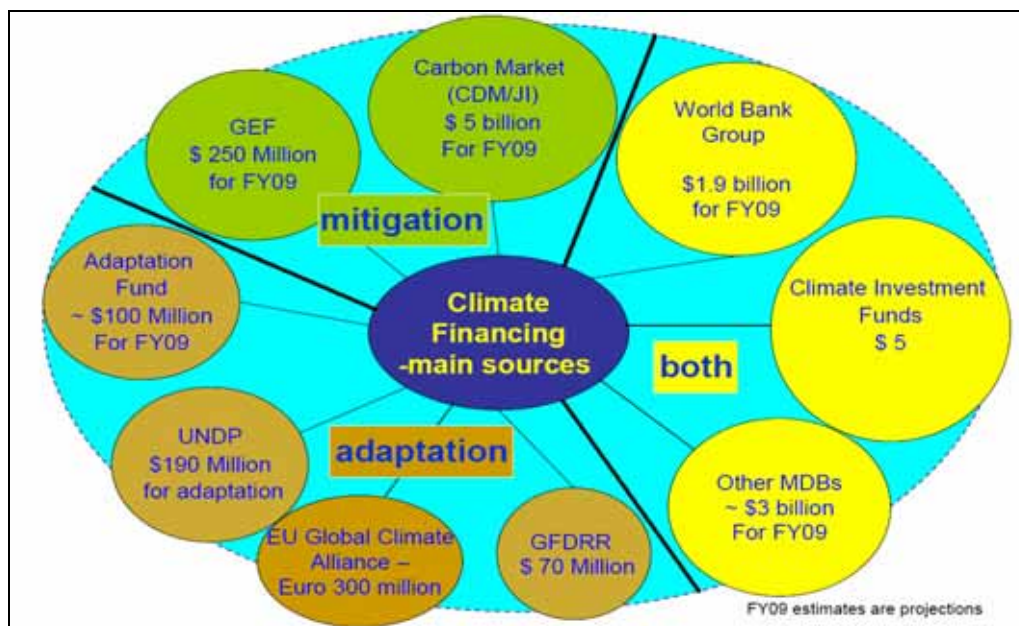 Carbon Market
(CDM/JI)
$ 5 billion
For FY09
GEF
$ 250 Million
for FY09
mitigation
World Bank
Group
$1.9 billion
for FY09
Adaptation
Fund
~ $100 Million
For FY09
Climate
Financing
-main sources
Climate Investment
Funds
$ 5
both
UNDP
$190 Million
for adaptation
adaptation
Other MDBs
~ $3 billion
For FY09
EU Global Climate
Alliance –
Euro 300 million
GFDRR
$ 70 Million
FY09 estimates are projections